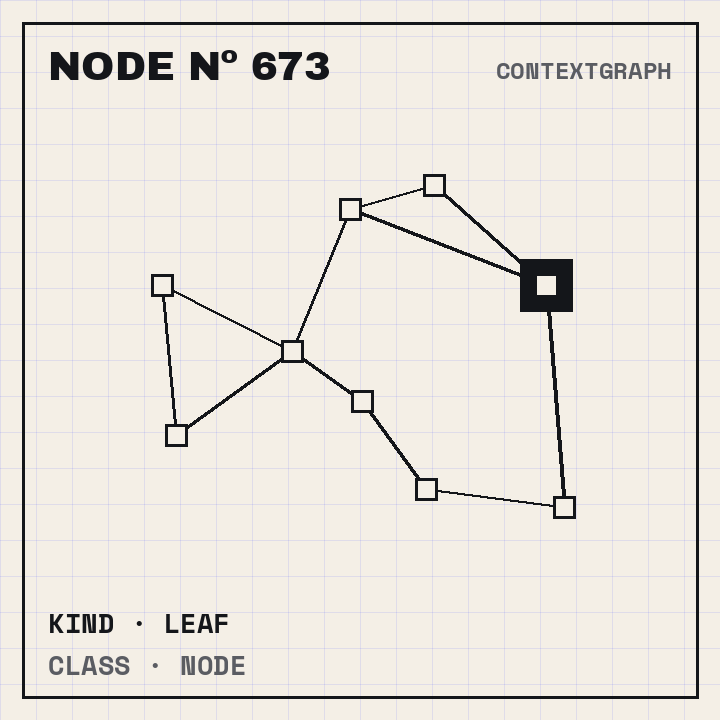 NODE Nº 673
CONTEXTGRAPH
KIND · LEAF
CLASS · NODE